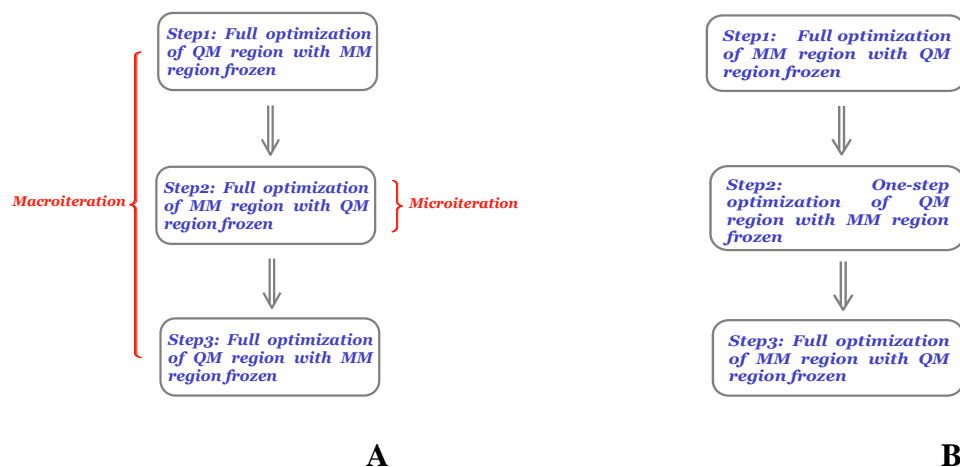 Step1: Full optimization
of QM region with MM
region frozen
Macroiteration
Step2: Full optimization
of MM region with QM
region frozen
Microiteration
Step3: Full optimization
of QM region with MM
region frozen
A
Step1: Full optimization
of MM region with QM
region frozen
Step2: One-step
optimization of QM
region with MM region
frozen
Step3: Full optimization
of MM region with QM
region frozen
B